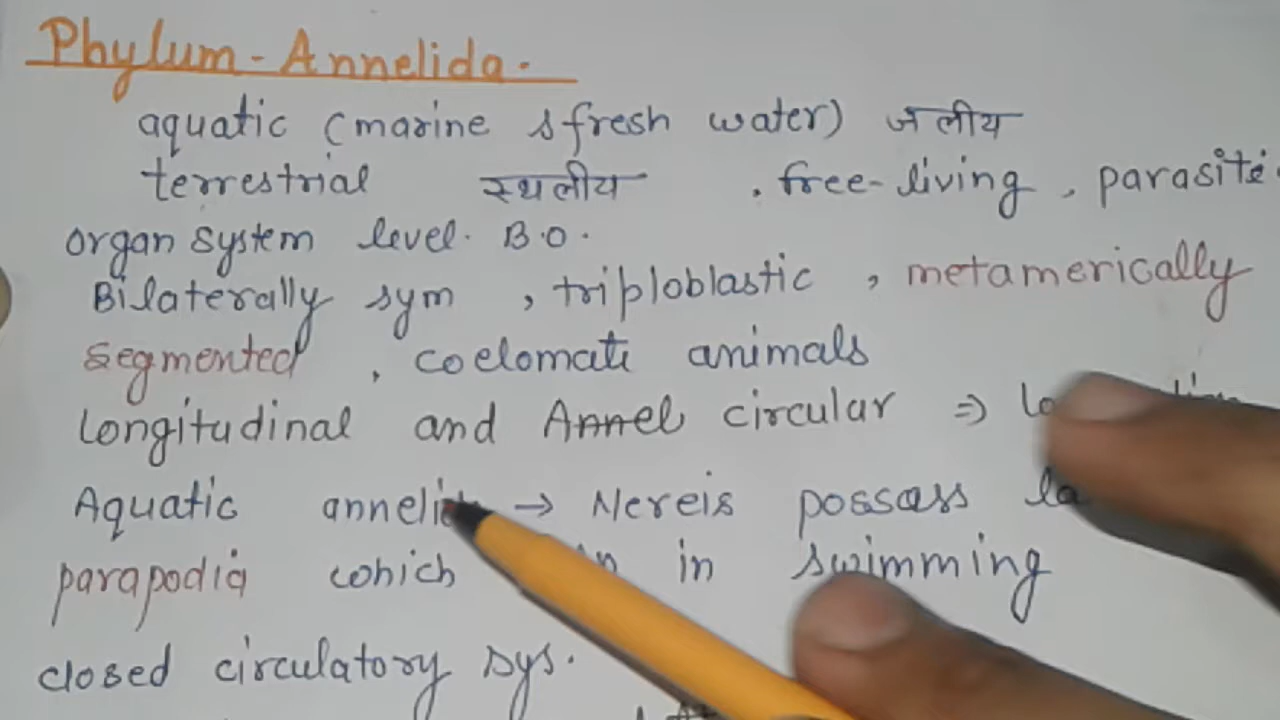 Phylum - Annelida.
aquatic (marine & fresh water) जलीय
terrestrial स्थलीय . free-living , parasite
organ system level. B.O.
Bilaterally sym , triploblastic , metamerically
segmented , coelomate animals
Longitudinal and Annel circular ⇒
Aquatic → Nereis possess
parapodia which in swimming
closed circulatory sys.